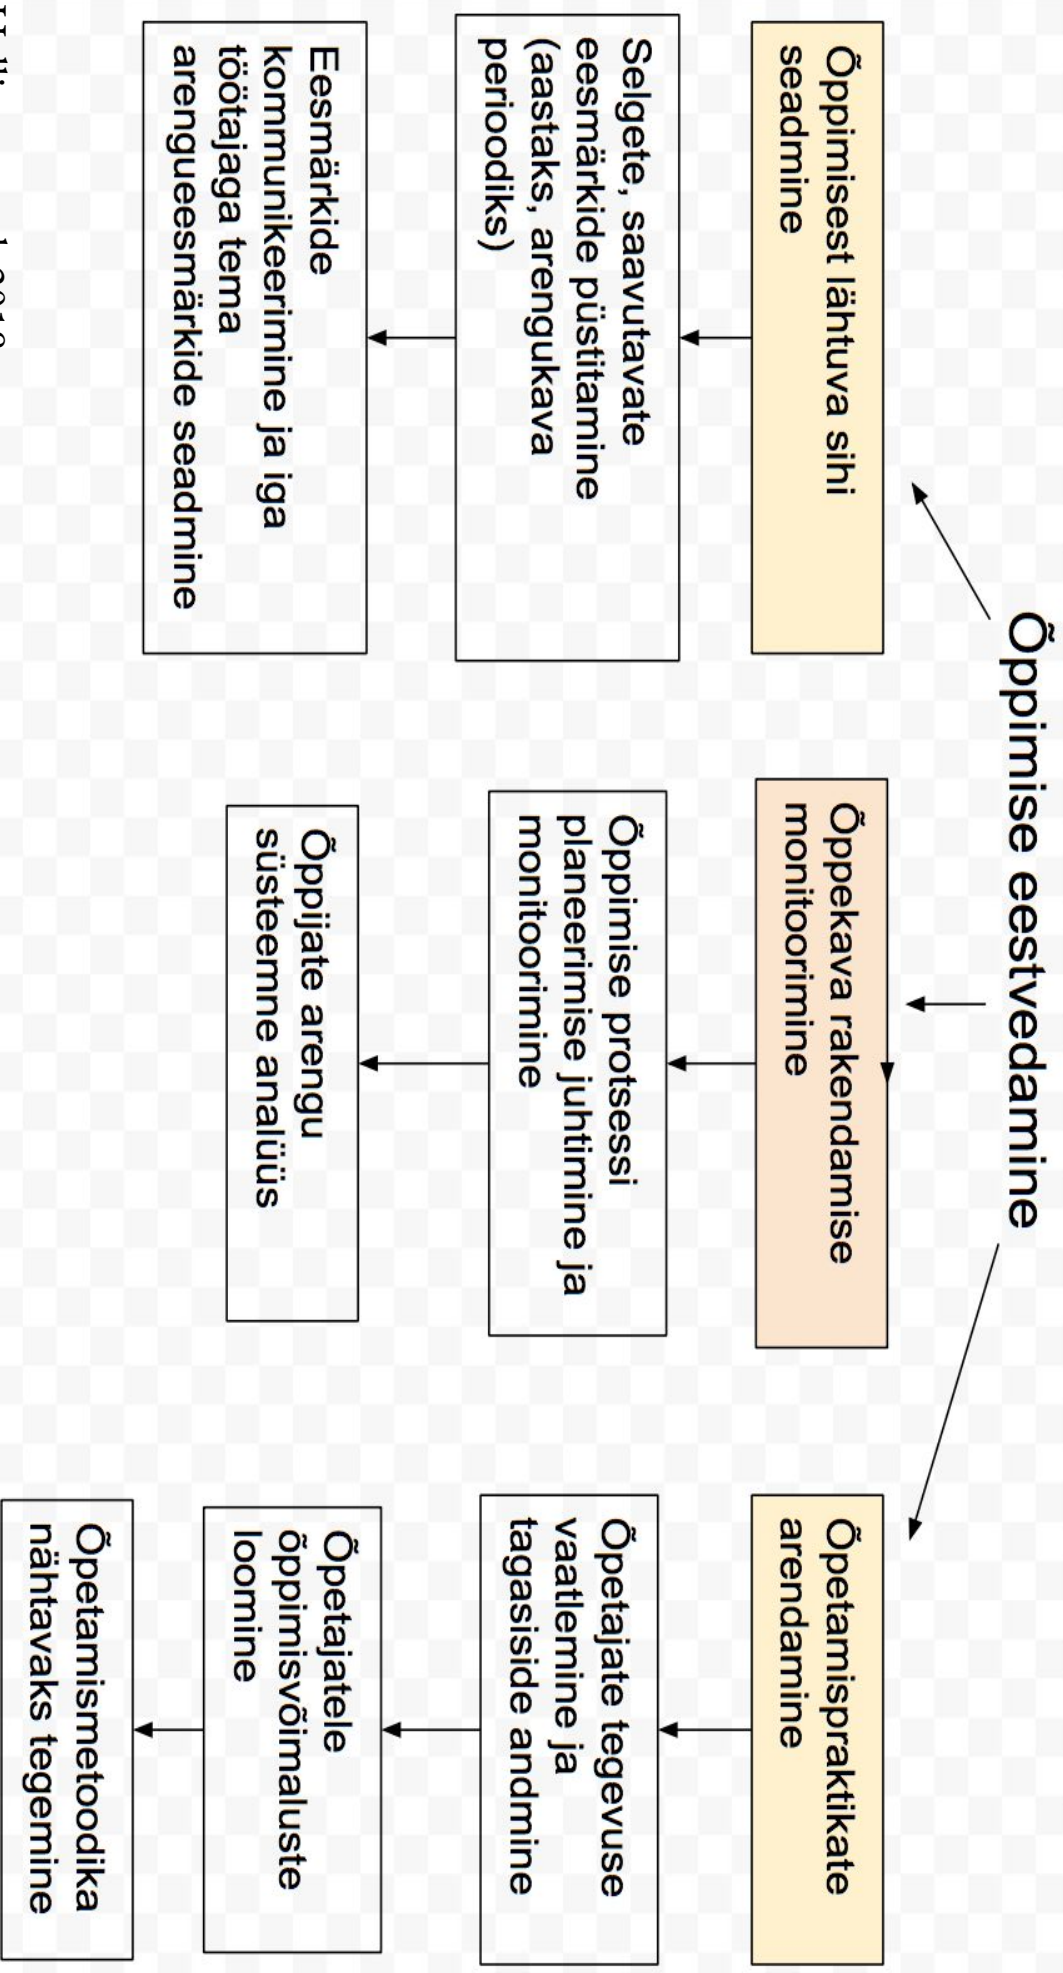 Õppimise eestvedamine
Õppimisest lähtuva sihi
seadmine
Selgete, saavutavate
eesmärkide püstitamine
(aastaks, arengukava
perioodiks)
Eesmärkide
kommunikeerimine ja iga
töötajaga tema
arengueesmärkide seadmine
Õppekava rakendamise
monitoorimine
Õppimise protsessi
planeerimise juhtimine ja
monitoorimine
Õppijate arengu
süsteemne analüüs
Õpetamispraktikate
arendamine
Õpetajate tegevuse
vaatlemine ja
tagaside andmine
Õpetajatele
õppimisvõimaluste
loomine
Õpetamismetoodika
nähtavaks tegemine